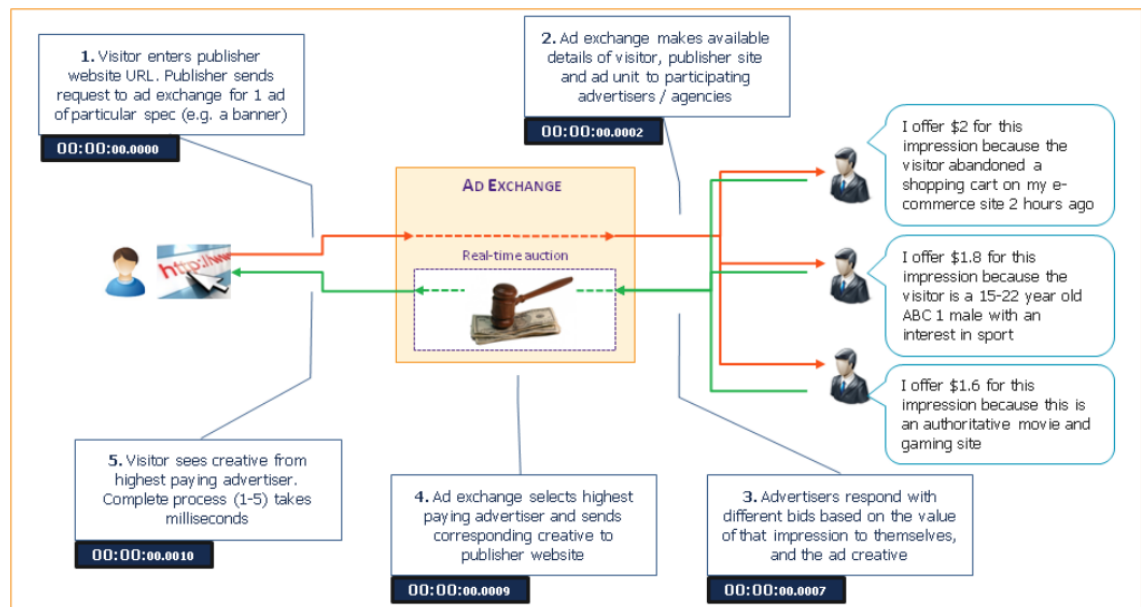 1. Visitor enters publisher
website URL. Publisher sends
request to ad exchange for 1 ad
of particular spec (e.g. a banner)
00:00:00.0000
2. Ad exchange makes available
details of visitor, publisher site
and ad unit to participating
advertisers / agencies
00:00:00.0002
I offer $2 for this
impression because the
visitor abandoned a
shopping cart on my e-
commerce site 2 hours ago
AD EXCHANGE
Real-time auction
http://ww
I offer $1.8 for this
impression because the
visitor is a 15-22 year old
ABC 1 male with an
interest in sport
I offer $1.6 for this
impression because this is
an authoritative movie and
gaming site
5. Visitor sees creative from
highest paying advertiser.
Complete process (1-5) takes
milliseconds
00:00:00.0010
4. Ad exchange selects highest
paying advertiser and sends
corresponding creative to
publisher website
00:00:00.0009
3. Advertisers respond with
different bids based on the value
of that impression to themselves,
and the ad creative
00:00:00.0007